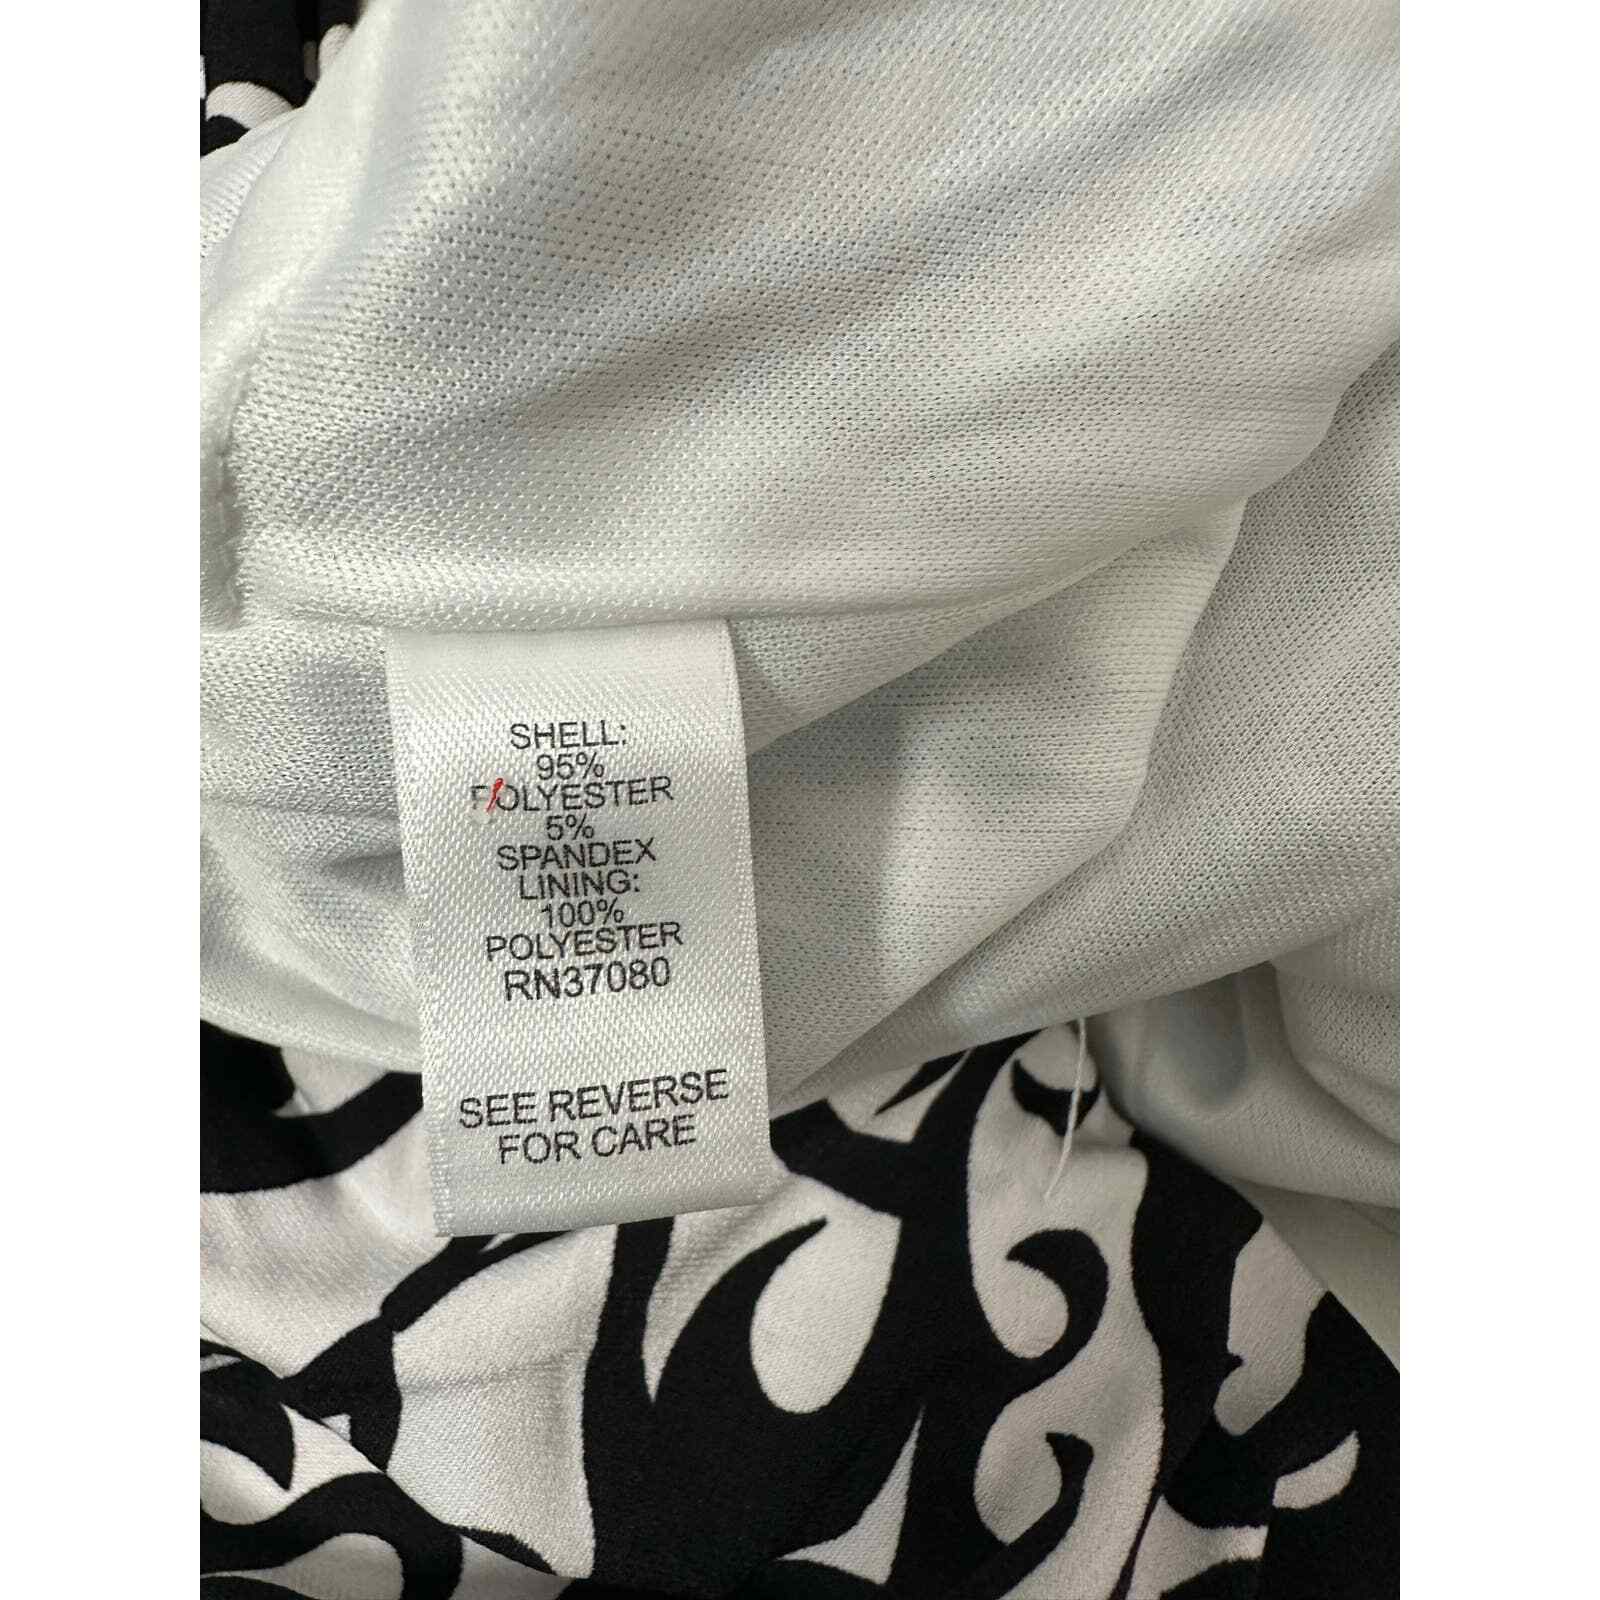 SHELL:
95%
POLYESTER
5%
SPANDEX
LINING:
100%
POLYESTER
RN37080
SEE REVERSE
FOR CARE